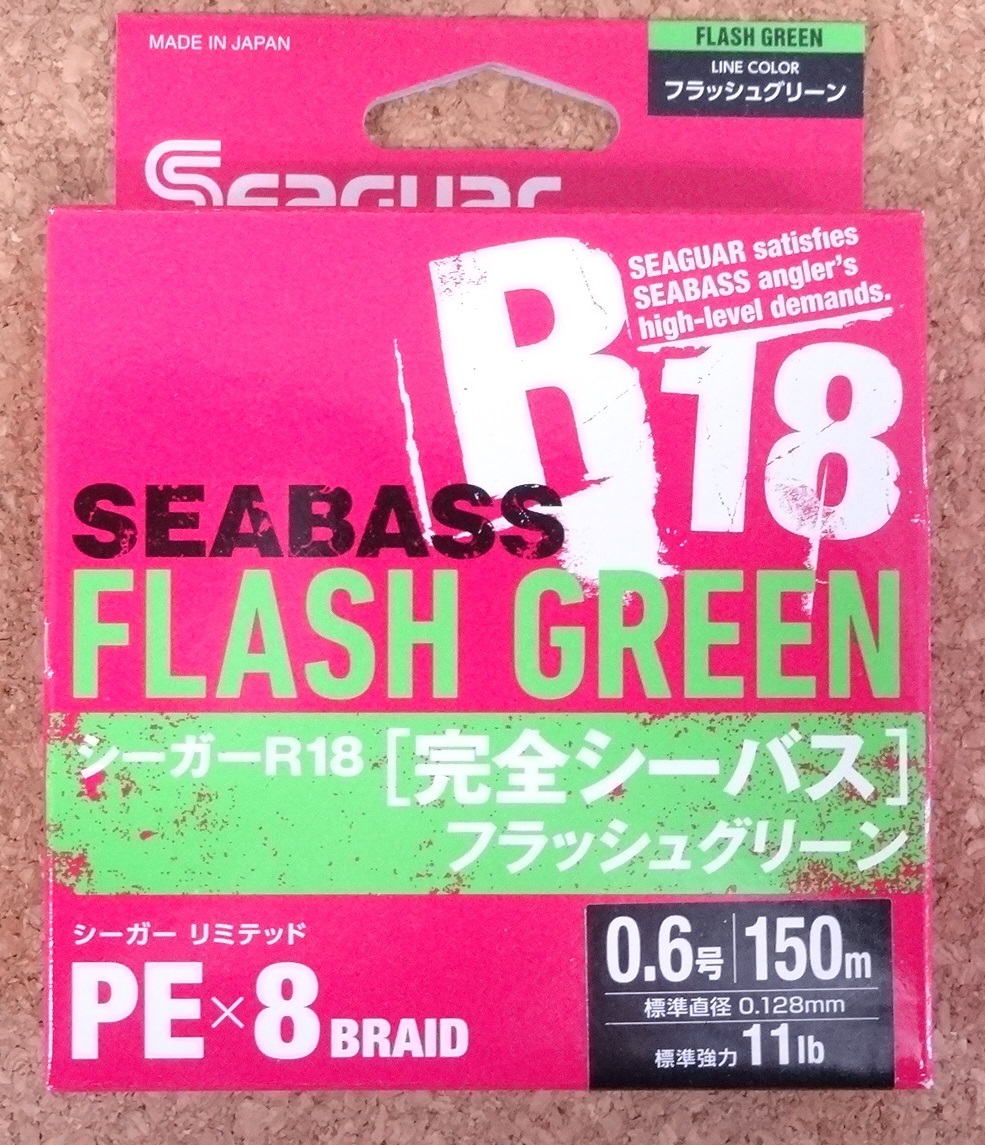 MADE IN JAPAN
FLASH GREEN
LINE COLOR
フラッシュグリーン
Seaguar
R18
SEAGUAR satisfies
SEABASS angler's
high-level demands.
SEABASS
FLASH GREEN
シーガーR18 [完全シーバス]
フラッシュグリーン
シーガー リミテッド
PE×8 BRAID
0.6号 150m
標準直径 0.128mm
標準強力 11lb